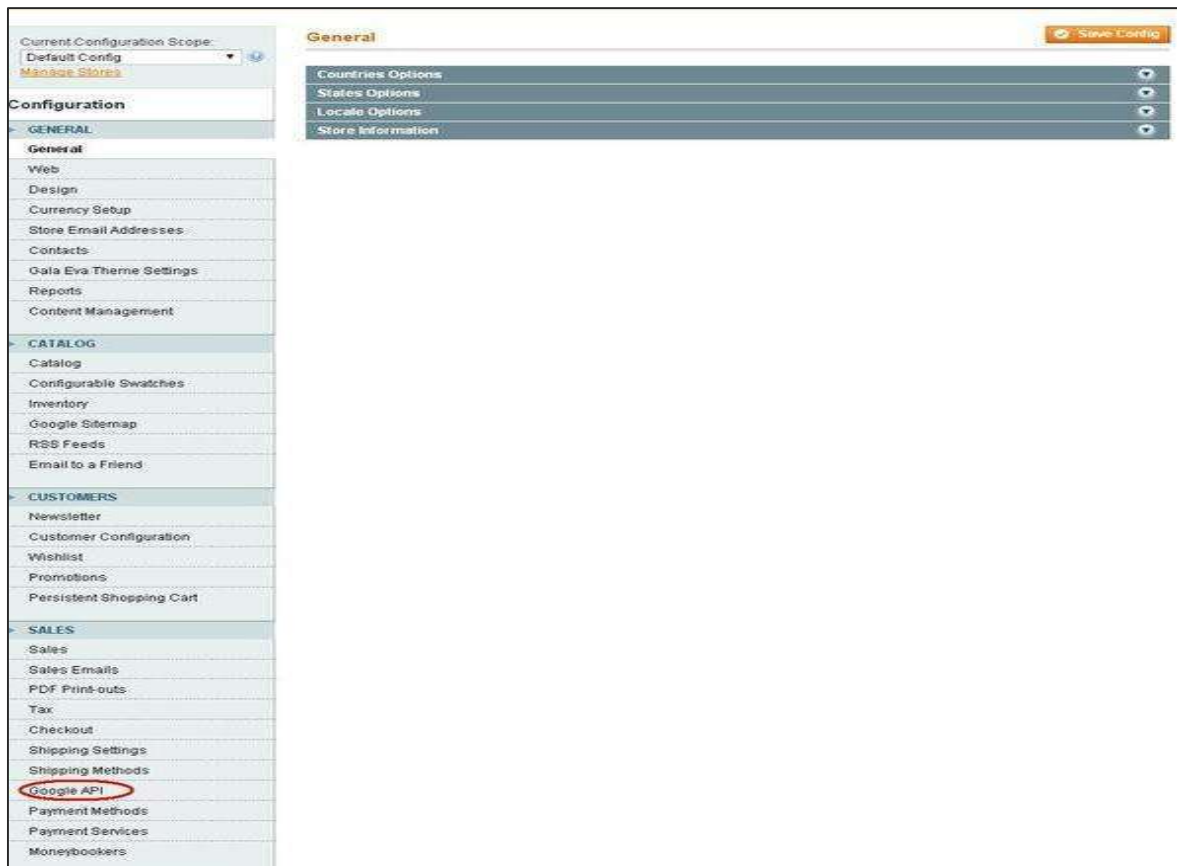 Current Configuration Scope:
Default Config
Manage Stores
Configuration
GENERAL
General
Web
Design
Currency Setup
Store Email Addresses
Contacts
Gala Eva Theme Settings
Reports
Content Management
CATALOG
Catalog
Configurable Swatches
Inventory
Google Sitemap
RSS Feeds
Email to a Friend
CUSTOMERS
Newsletter
Customer Configuration
Wishlist
Promotions
Persistent Shopping Cart
SALES
Sales
Sales Emails
PDF Print-outs
Tax
Checkout
Shipping Settings
Shipping Methods
Google API
Payment Methods
Payment Services
Moneybookers
General
Save Config
Countries Options
States Options
Locale Options
Store Information